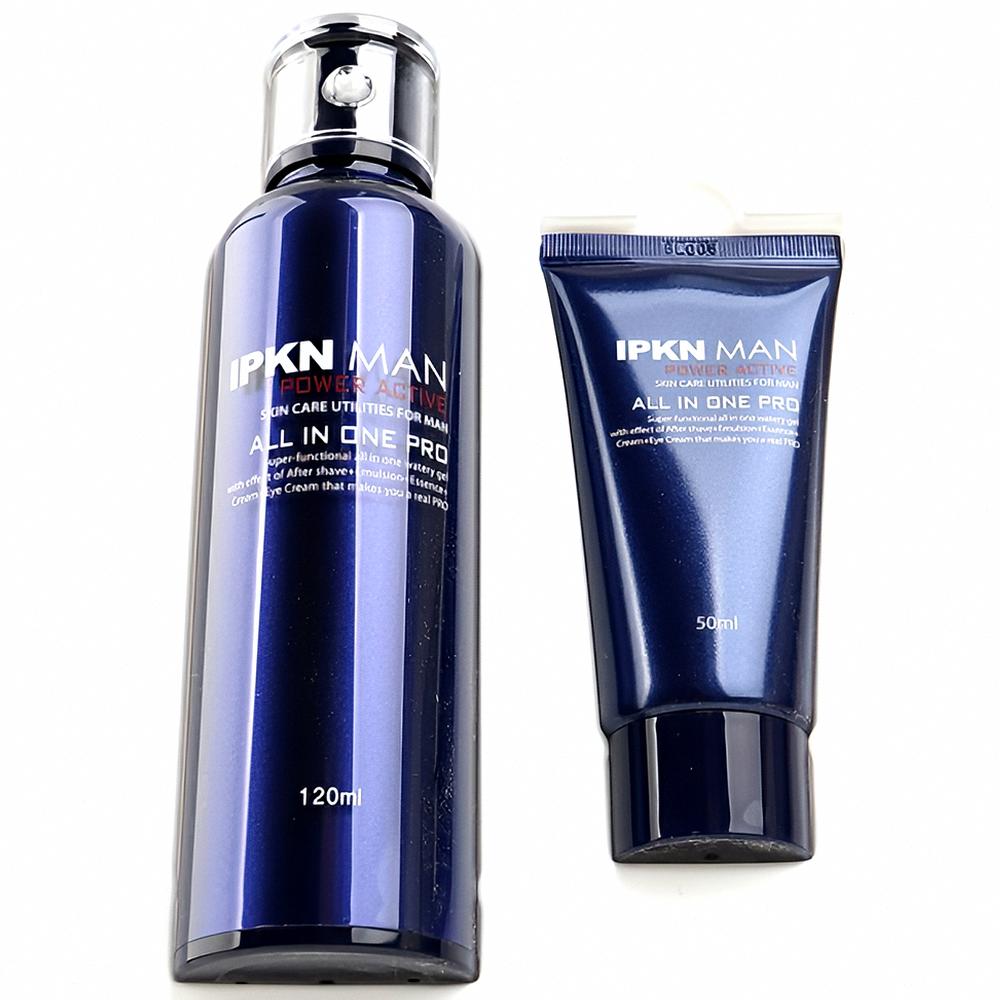 IPKN MAN
POWER ACTIVE
SKIN CARE UTILITIES FOR MAN
ALL IN ONE PRO
Super-functional all in one watery gel
with effect of After shave+Emulsion+Essence+
Cream+Eye Cream that makes you a real PRO
120ml
IPKN MAN
POWER ACTIVE
SKIN CARE UTILITIES FOR MAN
ALL IN ONE PRO
Super functional all in one watery gel
with effect of After shave+Emulsion+Essence+
Cream+Eye Cream that makes you a real PRO
50ml